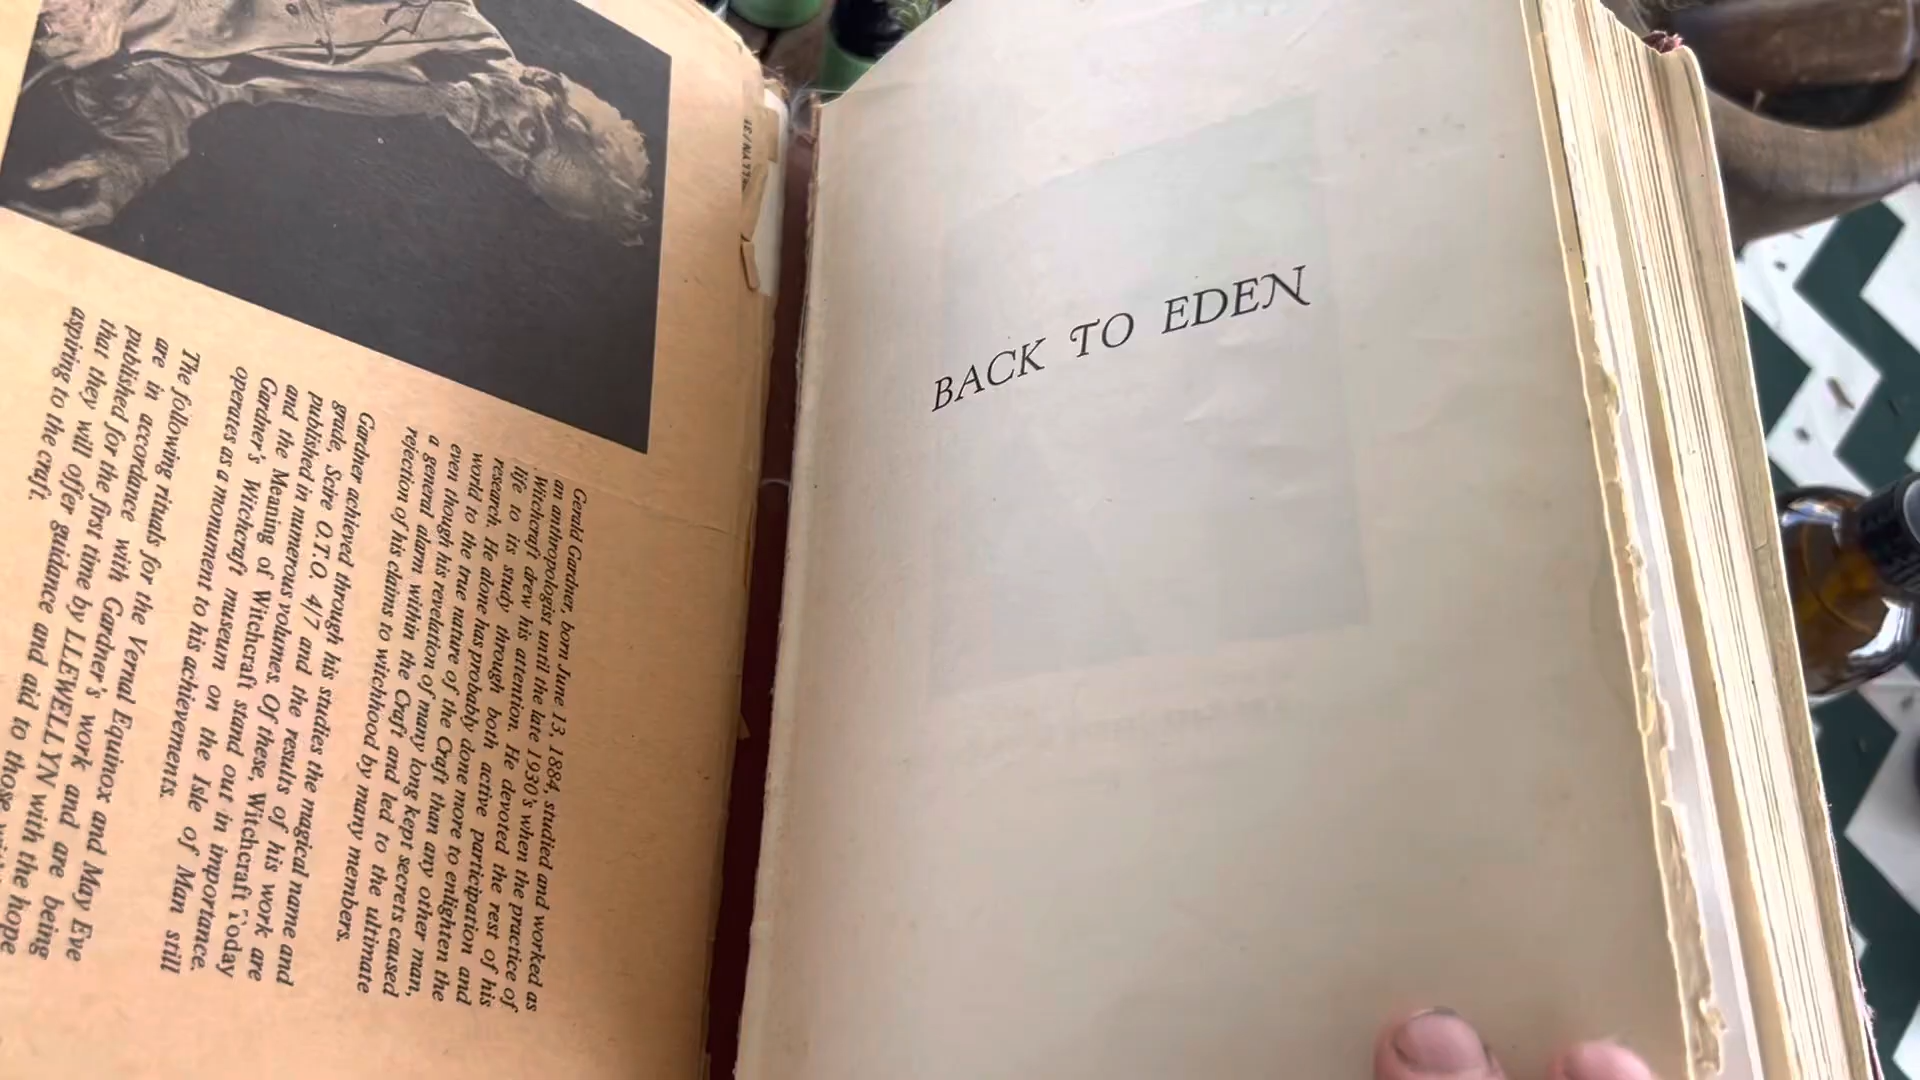 Gerald Gardner, born June 13, 1884, studied and worked as
an anthropologist until the late 1930's when the practice of
Witchcraft drew his attention. He devoted the rest of his
life to its study through both active participation and
research. He alone has probably done more to enlighten the
world to the true nature of the Craft than any other man,
even though his revelation of many long kept secrets caused
a general alarm within the Craft and led to the ultimate
rejection of his claims to witchhood by many members.
Gardner achieved through his studies the magical name and
grade, Scire O.T.O. 4/7 and the results of his work are
published in numerous volumes. Of these, Witchcraft Today
and the Meaning of Witchcraft stand out in importance.
Gardner's Witchcraft museum on the Isle of Man still
operates as a monument to his achievements.
The following rituals for the Vernal Equinox and May Eve
are in accordance with Gardner's work and are being
published for the first time by LLEWELLYN with the hope
that they will offer guidance and aid to those
aspiring to the craft.
BACK TO EDEN